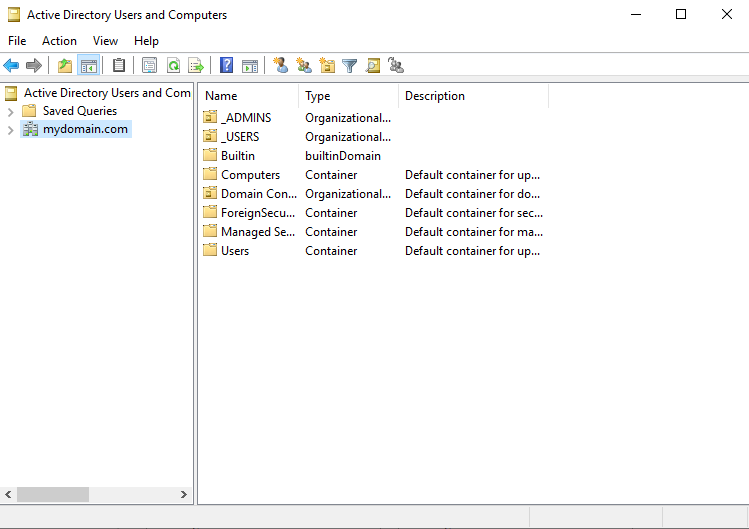 Active Directory Users and Computers
File Action View Help
Active Directory Users and Com
Saved Queries
mydomain.com
Name Type Description
_ADMINS Organizational...
_USERS Organizational...
Builtin builtinDomain
Computers Container Default container for up...
Domain Con... Organizational... Default container for do...
ForeignSecu... Container Default container for sec...
Managed Se... Container Default container for ma...
Users Container Default container for up...